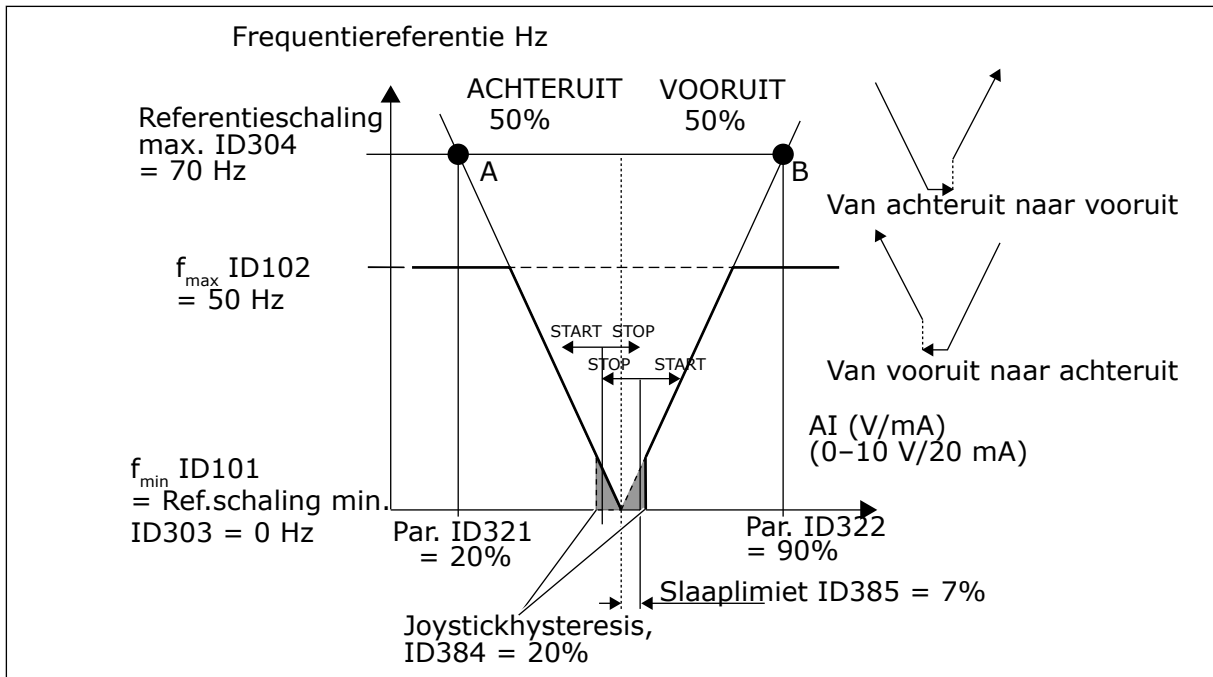 Frequentiereferentie Hz
ACHTERUIT
50%
VOORUIT
50%
Referentieschaling
max. ID304
= 70 Hz
A
B
Van achteruit naar vooruit
fmax ID102
= 50 Hz
START STOP
STOP START
Van vooruit naar achteruit
AI (V/mA)
(0–10 V/20 mA)
fmin ID101
= Ref.schaling min.
ID303 = 0 Hz
Par. ID321
= 20%
Par. ID322
= 90%
Slaaplimiet ID385 = 7%
Joystickhysteresis,
ID384 = 20%